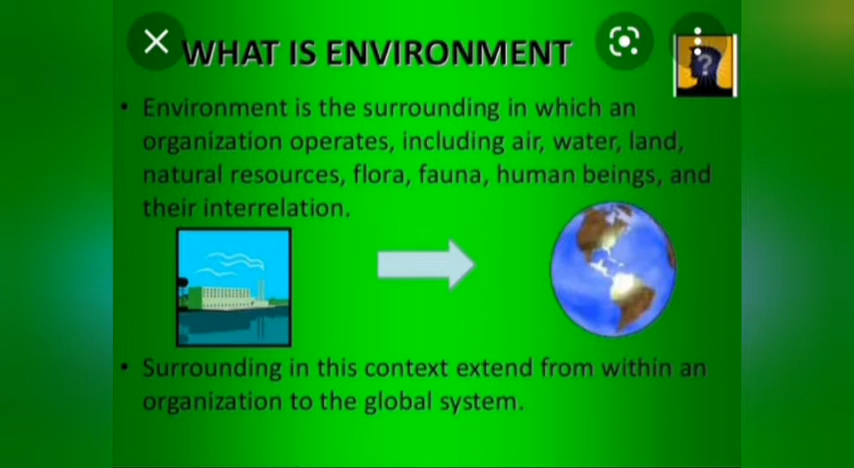 WHAT IS ENVIRONMENT
?
• Environment is the surrounding in which an
organization operates, including air, water, land,
natural resources, flora, fauna, human beings, and
their interrelation.
• Surrounding in this context extend from within an
organization to the global system.